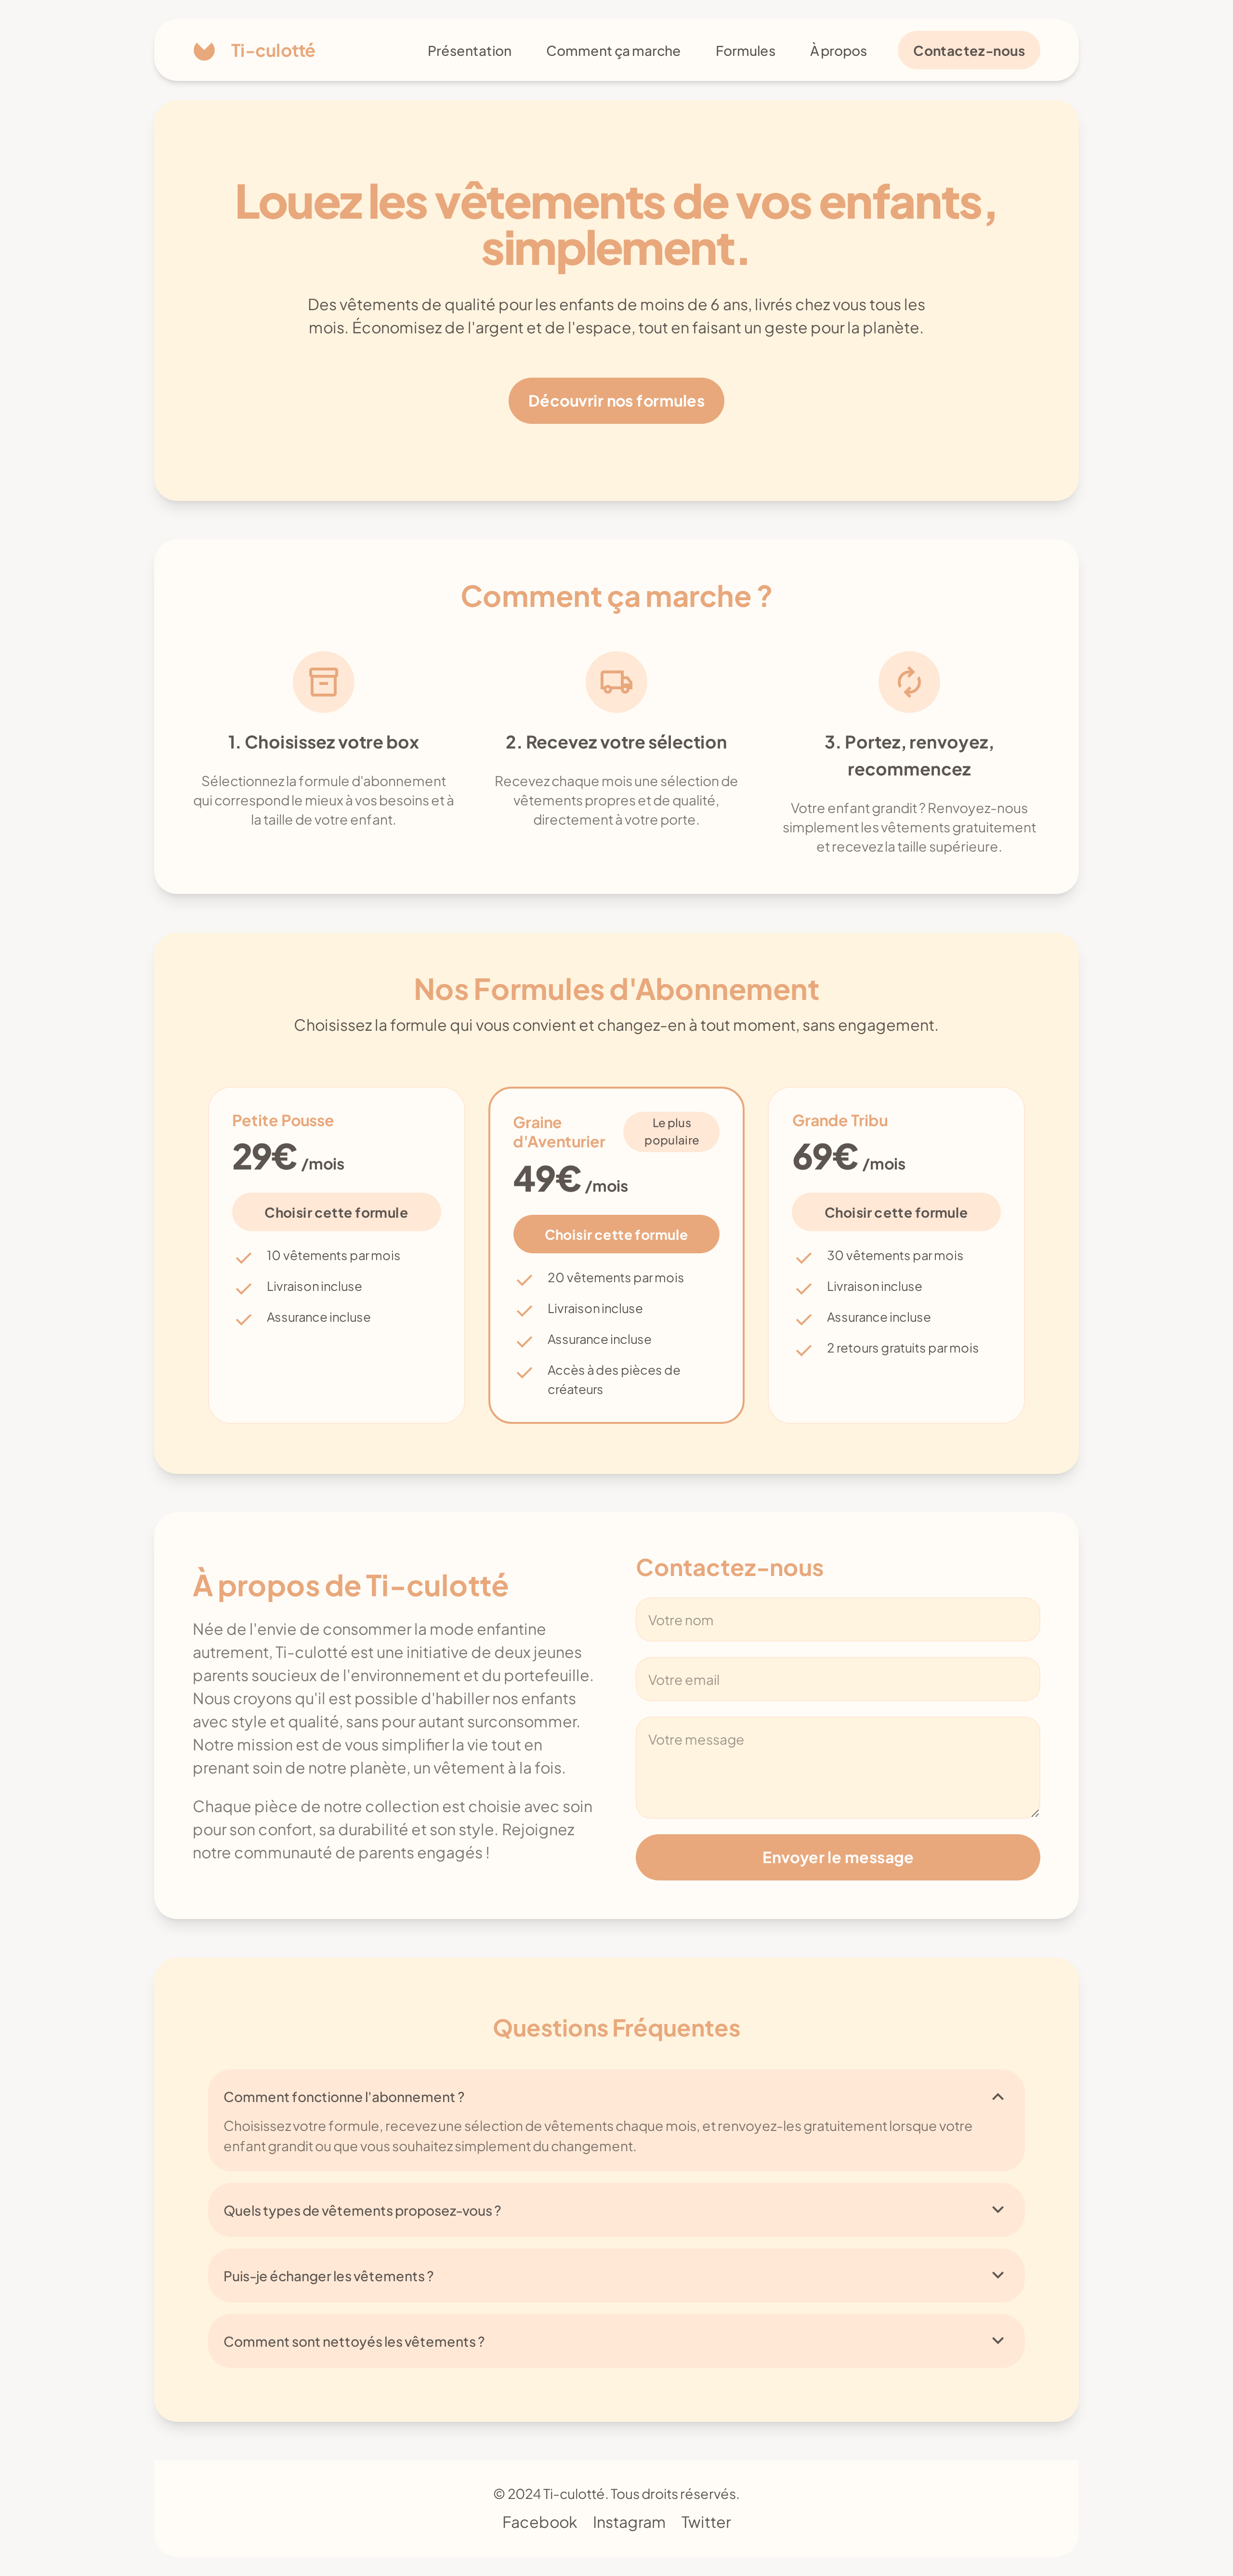 Ti-culotté
Présentation
Comment ça marche
Formules
À propos
Contactez-nous
Louez les vêtements de vos enfants,
simplement.
Des vêtements de qualité pour les enfants de moins de 6 ans, livrés chez vous tous les
mois. Économisez de l'argent et de l'espace, tout en faisant un geste pour la planète.
Découvrir nos formules
Comment ça marche ?
1. Choisissez votre box
Sélectionnez la formule d'abonnement
qui correspond le mieux à vos besoins et à
la taille de votre enfant.
2. Recevez votre sélection
Recevez chaque mois une sélection de
vêtements propres et de qualité,
directement à votre porte.
3. Portez, renvoyez,
recommencez
Votre enfant grandit ? Renvoyez-nous
simplement les vêtements gratuitement
et recevez la taille supérieure.
Nos Formules d'Abonnement
Choisissez la formule qui vous convient et changez-en à tout moment, sans engagement.
Petite Pousse
29€ /mois
Choisir cette formule
10 vêtements par mois
Livraison incluse
Assurance incluse
Graine
d'Aventurier
Le plus
populaire
49€ /mois
Choisir cette formule
20 vêtements par mois
Livraison incluse
Assurance incluse
Accès à des pièces de
créateurs
Grande Tribu
69€ /mois
Choisir cette formule
30 vêtements par mois
Livraison incluse
Assurance incluse
2 retours gratuits par mois
À propos de Ti-culotté
Née de l'envie de consommer la mode enfantine
autrement, Ti-culotté est une initiative de deux jeunes
parents soucieux de l'environnement et du portefeuille.
Nous croyons qu'il est possible d'habiller nos enfants
avec style et qualité, sans pour autant surconsommer.
Notre mission est de vous simplifier la vie tout en
prenant soin de notre planète, un vêtement à la fois.
Chaque pièce de notre collection est choisie avec soin
pour son confort, sa durabilité et son style. Rejoignez
notre communauté de parents engagés !
Contactez-nous
Votre nom
Votre email
Votre message
Envoyer le message
Questions Fréquentes
Comment fonctionne l'abonnement ?
Choisissez votre formule, recevez une sélection de vêtements chaque mois, et renvoyez-les gratuitement lorsque votre
enfant grandit ou que vous souhaitez simplement du changement.
Quels types de vêtements proposez-vous ?
Puis-je échanger les vêtements ?
Comment sont nettoyés les vêtements ?
© 2024 Ti-culotté. Tous droits réservés.
Facebook
Instagram
Twitter